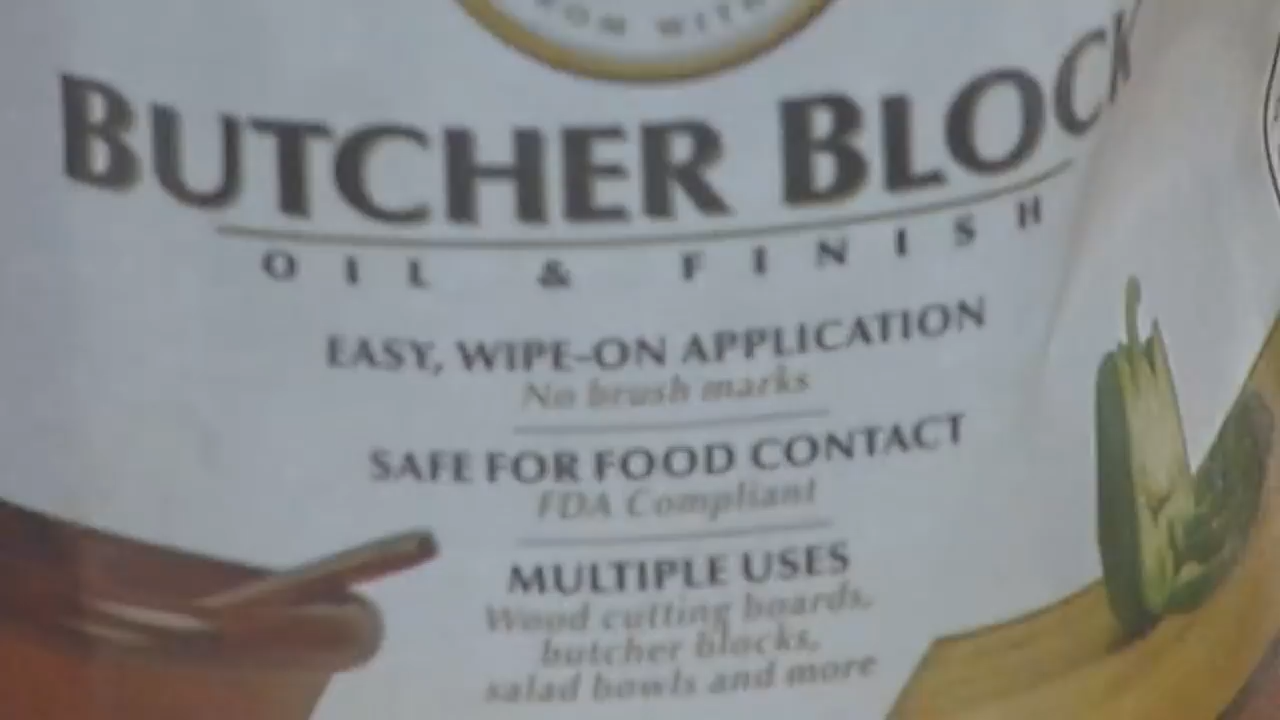 BUTCHER BLOCK
OIL & FINISH
EASY, WIPE-ON APPLICATION
No brush marks
SAFE FOR FOOD CONTACT
FDA Compliant
MULTIPLE USES
Wood cutting boards,
butcher blocks,
salad bowls and more